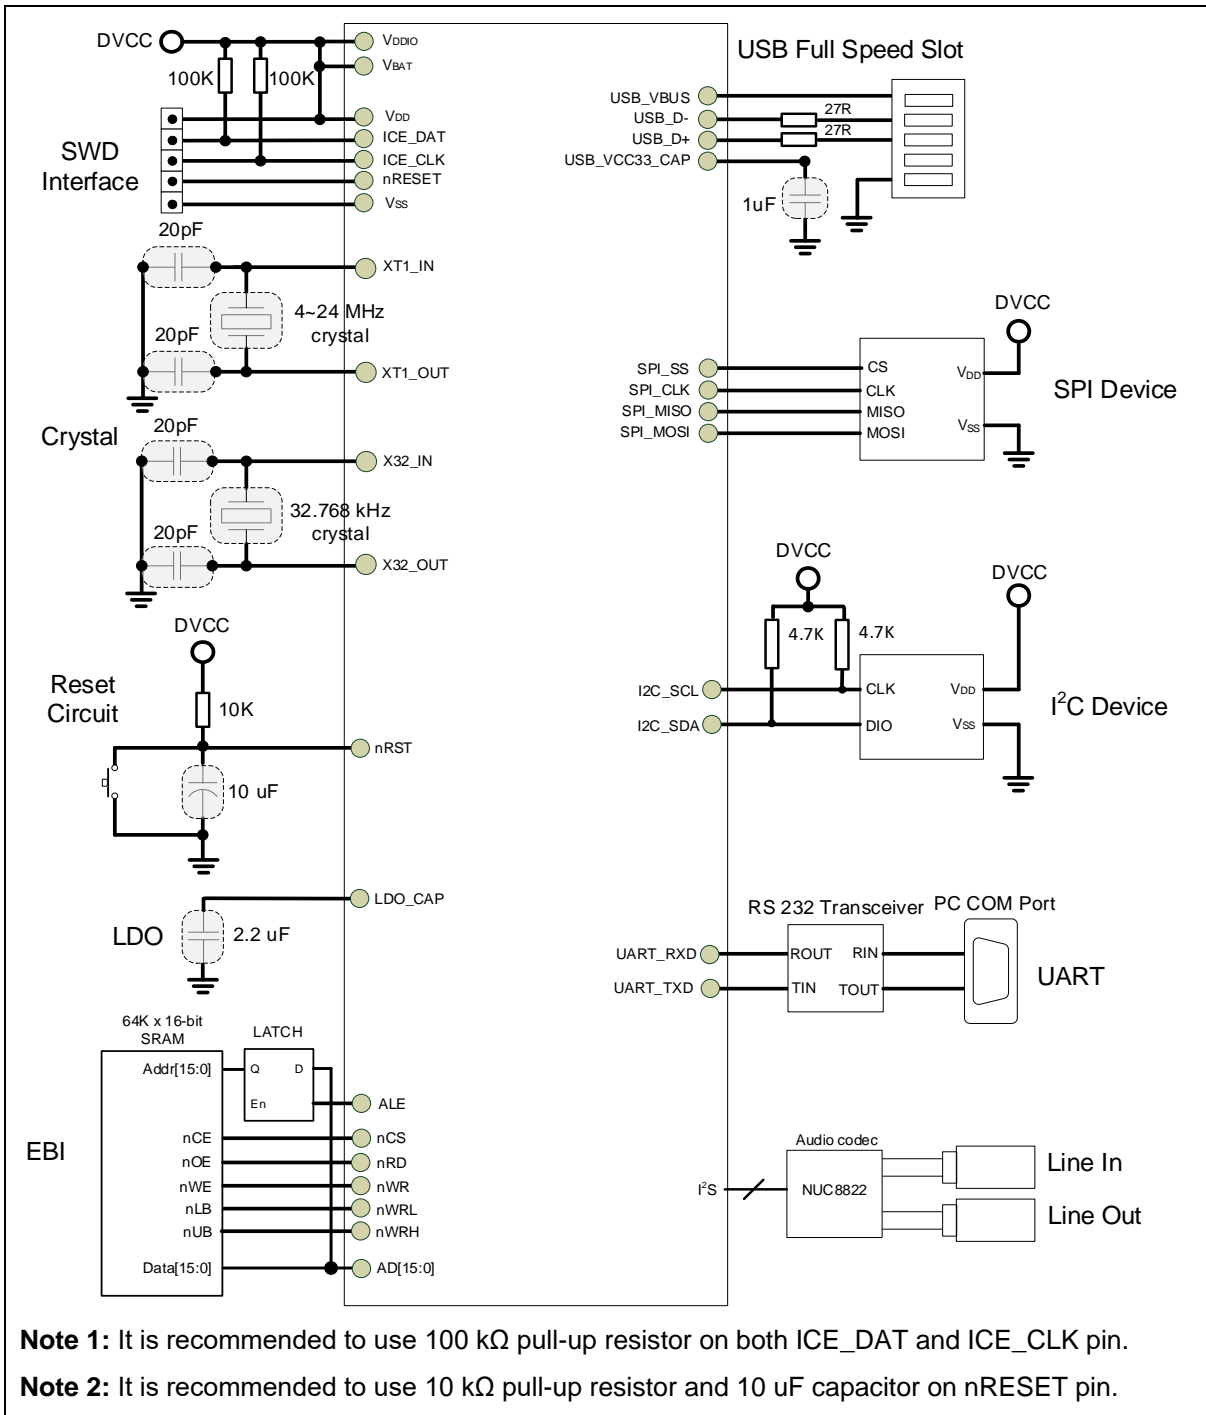 DVCC
100K
100K
VDDIO
VBAT
VDD
ICE_DAT
ICE_CLK
nRESET
VSS
SWD
Interface
20pF
XT1_IN
4~24 MHz
crystal
20pF
XT1_OUT
Crystal
20pF
X32_IN
32.768 kHz
crystal
20pF
X32_OUT
DVCC
Reset
Circuit
10K
nRST
10 uF
LDO_CAP
LDO
2.2 uF
64K x 16-bit
SRAM
LATCH
Addr[15:0]
Q
D
En
ALE
EBI
nCE
nCS
nOE
nRD
nWE
nWR
nLB
nWRL
nUB
nWRH
Data[15:0]
AD[15:0]
USB Full Speed Slot
USB_VBUS
27R
USB_D-
27R
USB_D+
USB_VCC33_CAP
1uF
DVCC
SPI_SS
CS
VDD
SPI_CLK
CLK
SPI_MISO
MISO
SPI_MOSI
MOSI
VSS
SPI Device
DVCC
DVCC
4.7K
4.7K
I2C_SCL
CLK
VDD
I2C_SDA
DIO
VSS
I²C Device
RS 232 Transceiver
PC COM Port
UART_RXD
ROUT
RIN
UART_TXD
TIN
TOUT
UART
Audio codec
I²S
NUC8822
Line In
Line Out
Note 1: It is recommended to use 100 kΩ pull-up resistor on both ICE_DAT and ICE_CLK pin.
Note 2: It is recommended to use 10 kΩ pull-up resistor and 10 uF capacitor on nRESET pin.